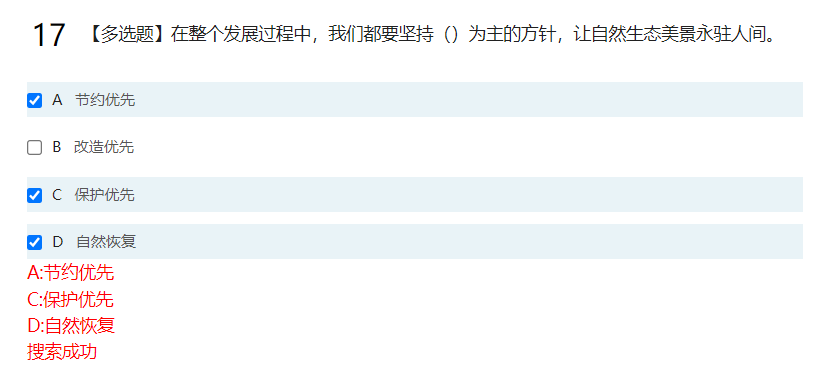 17 【多选题】在整个发展过程中，我们都要坚持（）为主的方针，让自然生态美景永驻人间。
A 节约优先
B 改造优先
C 保护优先
D 自然恢复
A:节约优先
C:保护优先
D:自然恢复
搜索成功